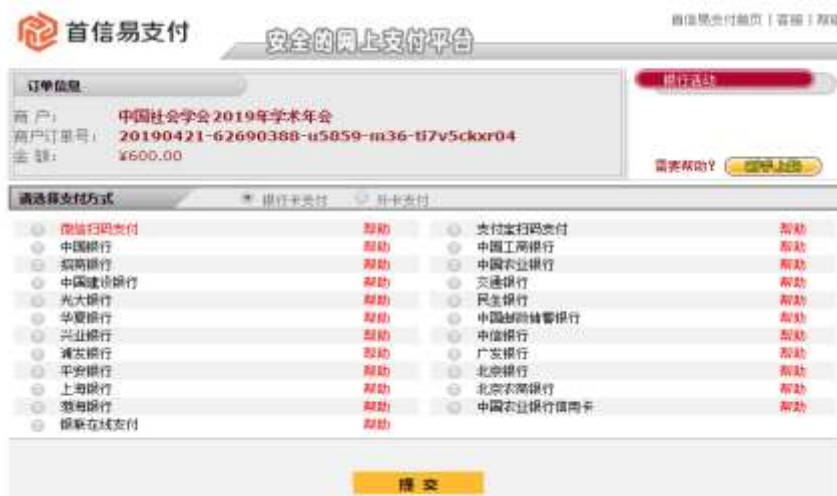 首信易支付
安全的网上支付平台
首信易支付首页 | 客服 | 帮助
订单信息
银行活动
商 户: 中国社会学会2019年学术年会
商户订单号: 20190421-62690388-u5859-m36-ti7v5ckxr04
金 额: ¥600.00
需要帮助?
请选择支付方式 银行卡支付 外卡支付
微信扫码支付 帮助 支付宝扫码支付 帮助
中国银行 帮助 中国工商银行 帮助
招商银行 帮助 中国农业银行 帮助
中国建设银行 帮助 交通银行 帮助
光大银行 帮助 民生银行 帮助
华夏银行 帮助 中国邮政储蓄银行 帮助
兴业银行 帮助 中信银行 帮助
浦发银行 帮助 广发银行 帮助
平安银行 帮助 北京银行 帮助
上海银行 帮助 北京农商银行 帮助
渤海银行 帮助 中国农业银行信用卡 帮助
银联在线支付 帮助
提 交